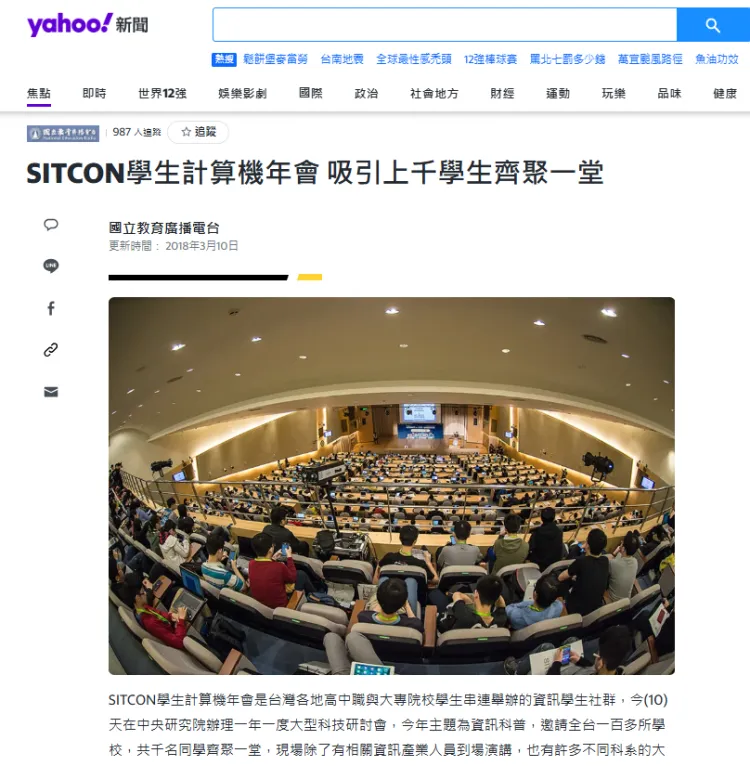 yahoo!新聞
熱搜 鬆餅堡麥當勞 台南地震 全球最性感禿頭 12強棒球賽 罵北七罰多少錢 萬宜颱風路徑 魚油功效
焦點 即時 世界12強 娛樂影劇 國際 政治 社會地方 財經 運動 玩樂 品味 健康
國立教育廣播電台 987 人追蹤 ☆ 追蹤
SITCON學生計算機年會 吸引上千學生齊聚一堂
國立教育廣播電台
更新時間： 2018年3月10日
LINE
SITCON學生計算機年會是台灣各地高中職與大專院校學生串連舉辦的資訊學生社群，今(10)
天在中央研究院辦理一年一度大型科技研討會，今年主題為資訊科普，邀請全台一百多所學
校，共千名同學齊聚一堂，現場除了有相關資訊產業人員到場演講，也有許多不同科系的大